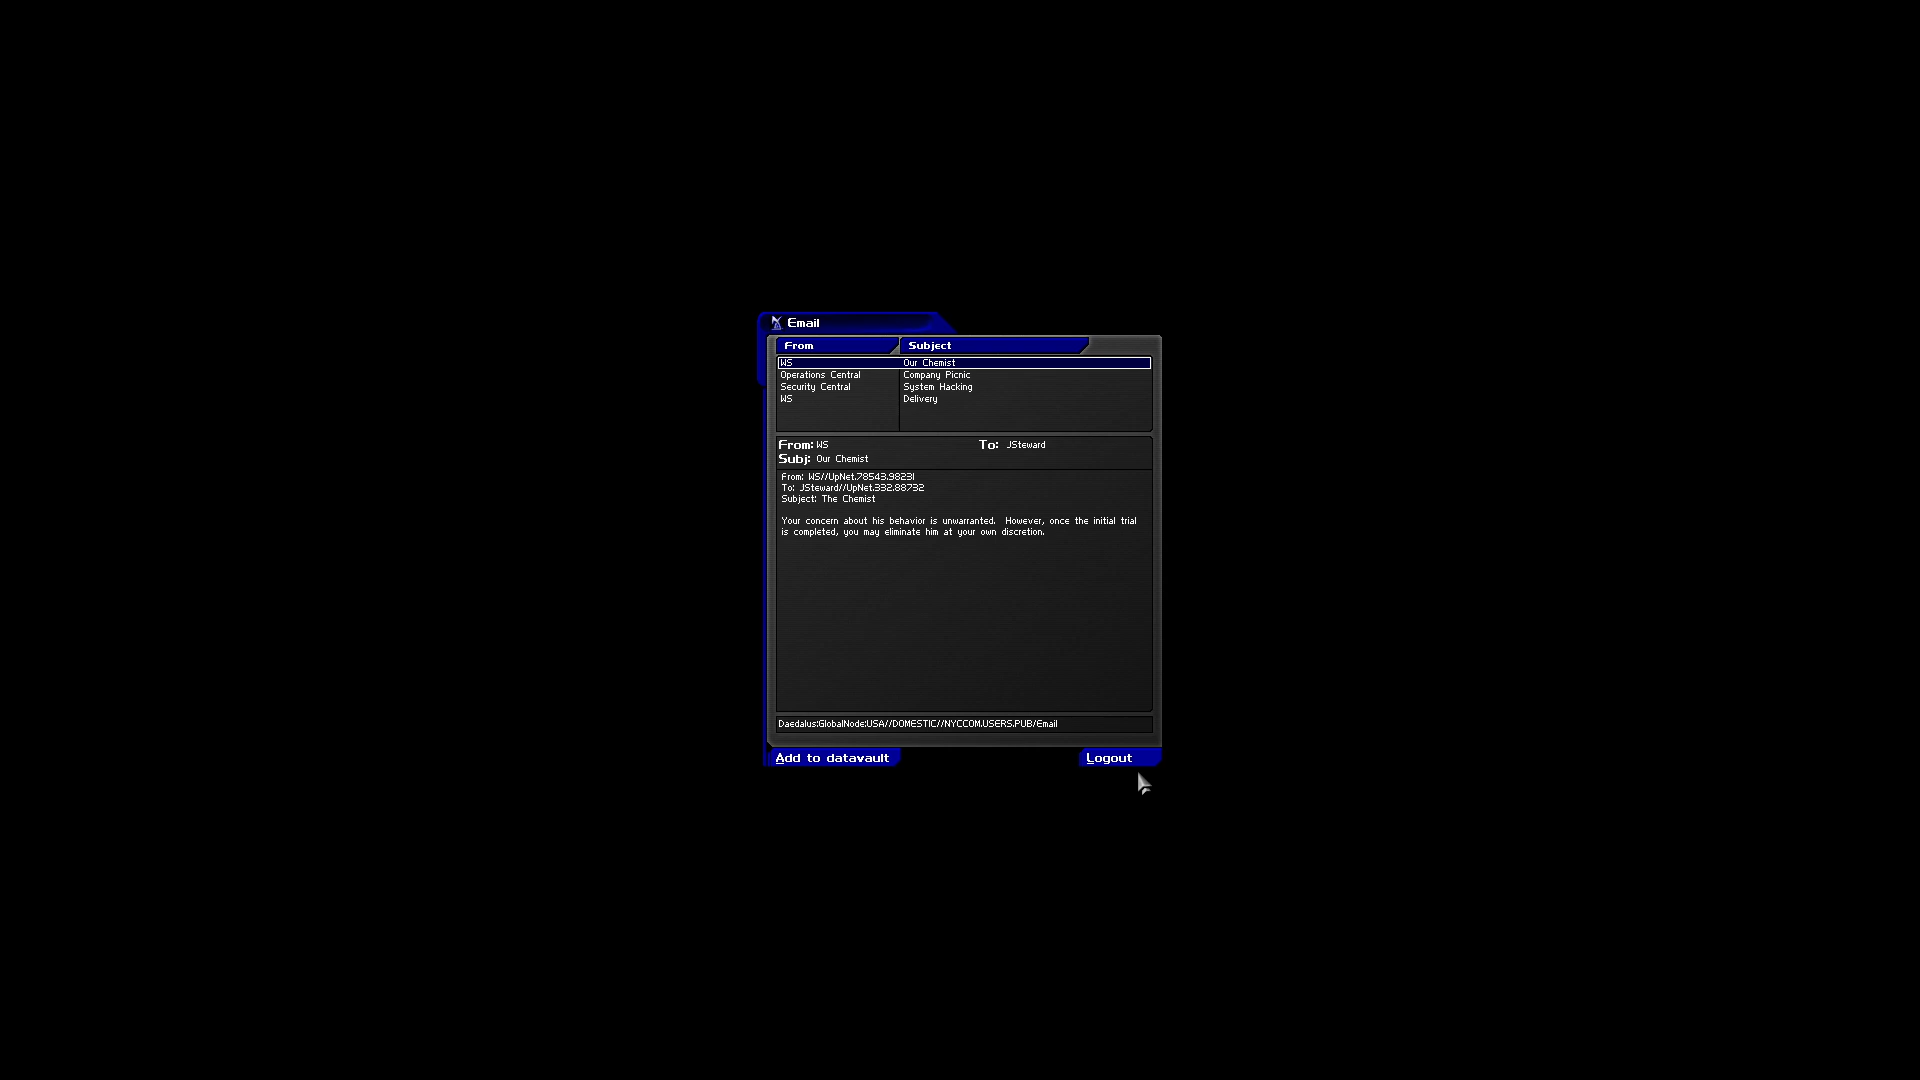 Email
From Subject
WS Our Chemist
Operations Central Company Picnic
Security Central System Hacking
WS Delivery
From: WS To: JSteward
Subj: Our Chemist
From: WS//UpNet.78543.98231
To: JSteward//UpNet.332.88732
Subject: The Chemist
Your concern about his behavior is unwarranted. However, once the initial trial
is completed, you may eliminate him at your own discretion.
Daedalus:GlobalNode:USA//DOMESTIC//NYCCOM.USERS.PUB/Email
Add to datavault Logout